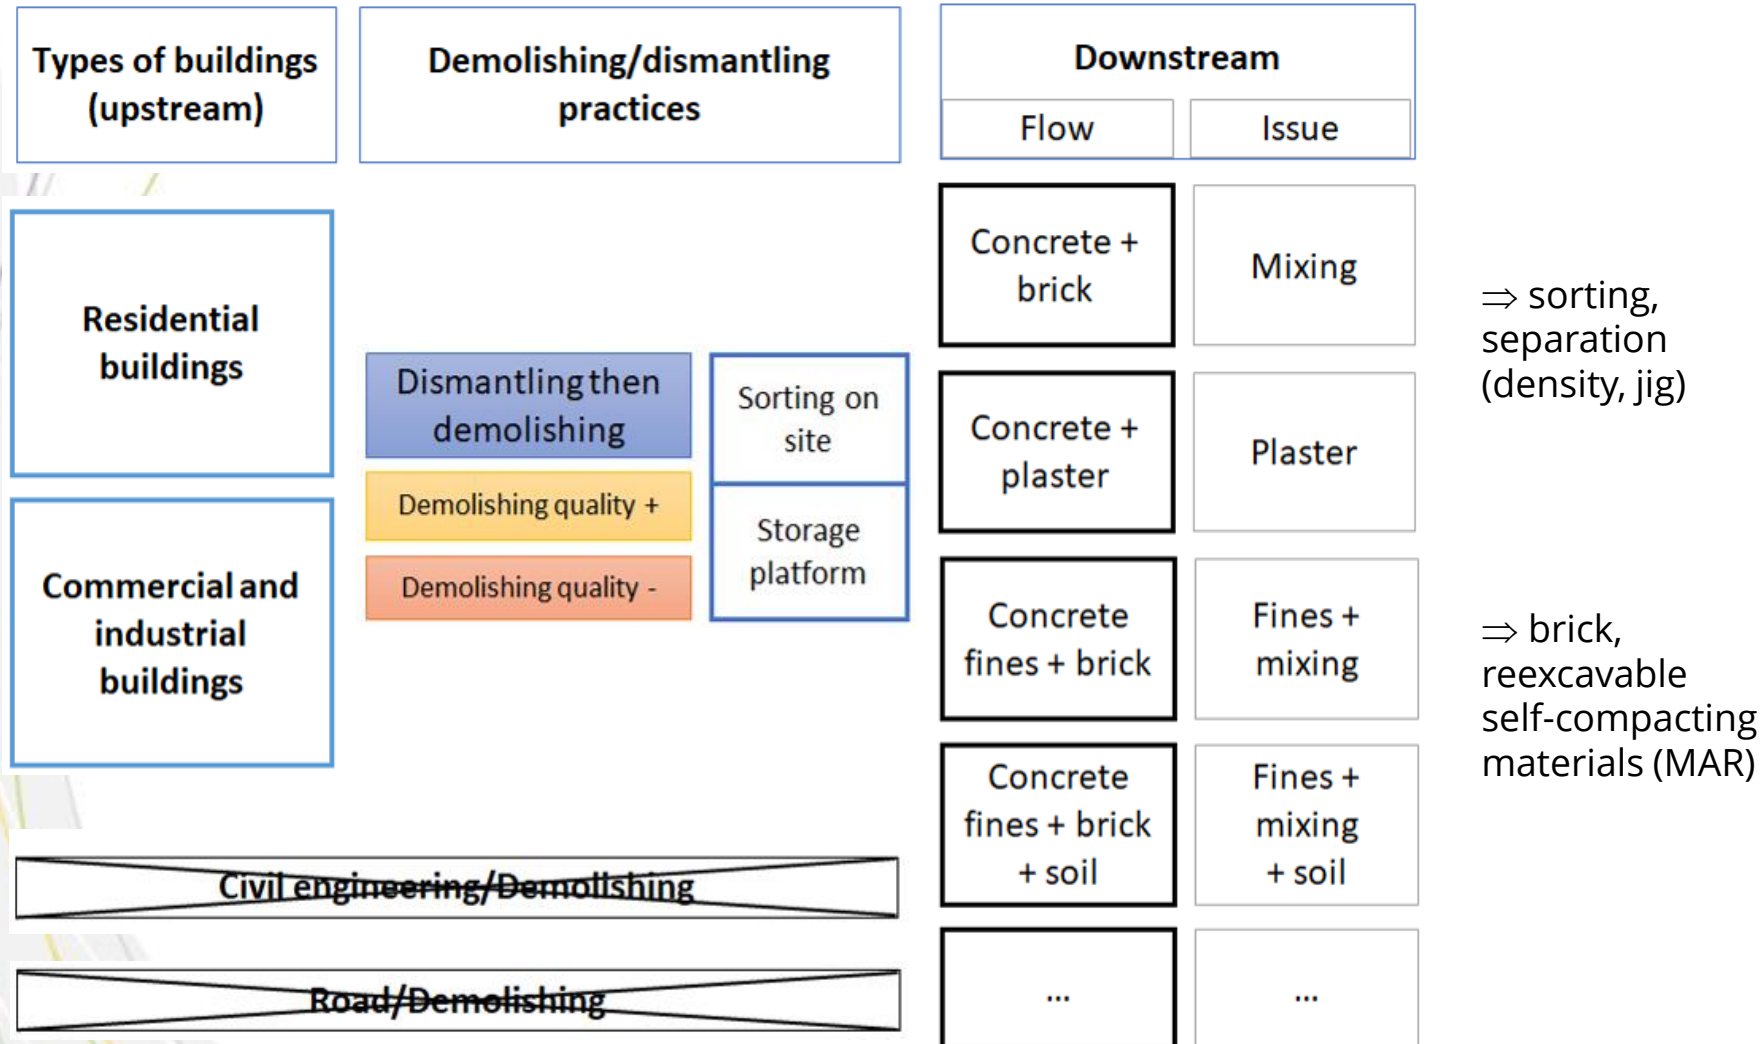 Types of buildings
(upstream)
Demolishing/dismantling
practices
Downstream
Flow
Issue
Residential
buildings
Commercial and
industrial
buildings
Dismantling then
demolishing
Demolishing quality +
Demolishing quality -
Sorting on
site
Storage
platform
Concrete +
brick
Mixing
Concrete +
plaster
Plaster
Concrete
fines + brick
Fines +
mixing
Concrete
fines + brick
+ soil
Fines +
mixing
+ soil
...
...
⇒ sorting,
separation
(density, jig)
⇒ brick,
reexcavable
self-compacting
materials (MAR)
Civil engineering/Demolishing
Road/Demolishing